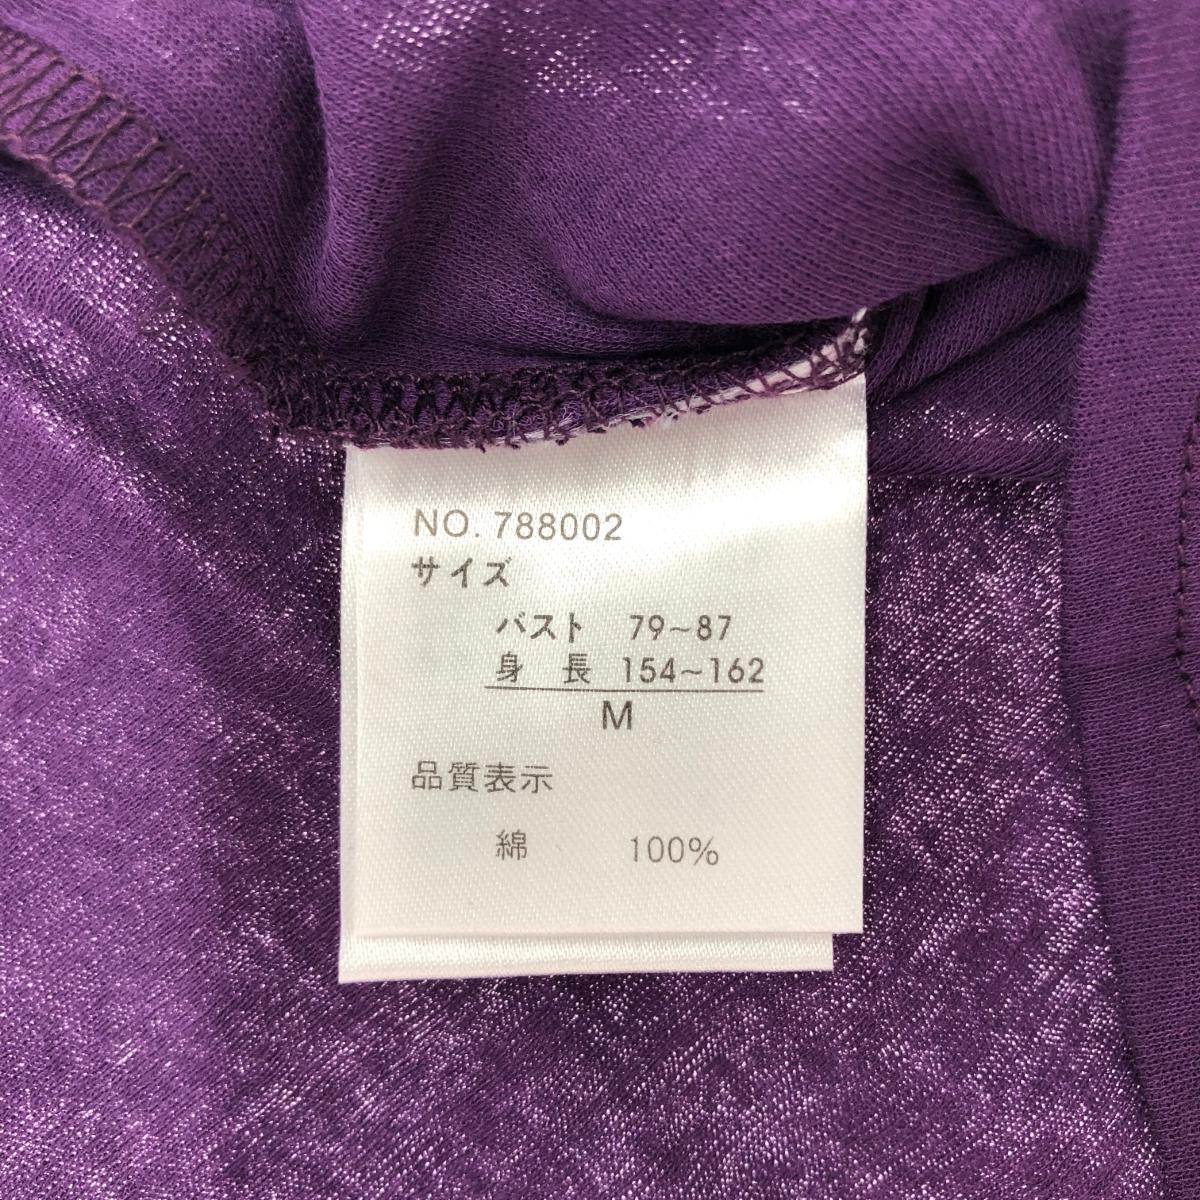 NO. 788002
サイズ
バスト 79~87
身 長 154~162
M
品質表示
綿 100%